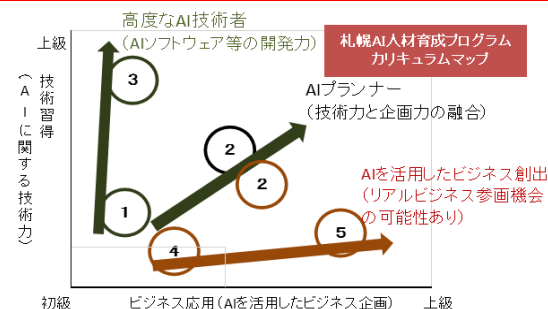 高度なAI技術者
(AIソフトウェア等の開発力)
札幌AI人材育成プログラム
カリキュラムマップ
上級
技術習得
(AIに関する技術力)
3
AIプランナー
(技術力と企画力の融合)
2
2
AIを活用したビジネス創出
(リアルビジネス参画機会
の可能性あり)
1
4
5
初級
ビジネス応用(AIを活用したビジネス企画)
上級